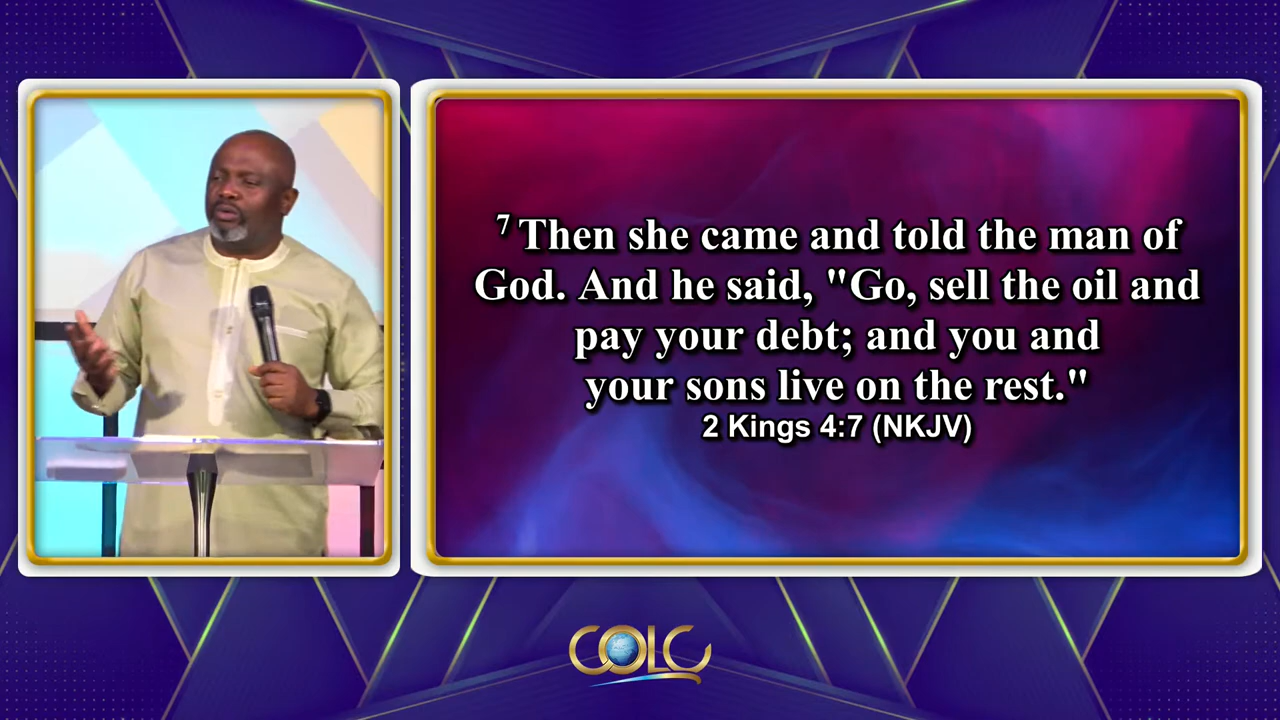 7 Then she came and told the man of
God. And he said, "Go, sell the oil and
pay your debt; and you and
your sons live on the rest."
2 Kings 4:7 (NKJV)
COLC